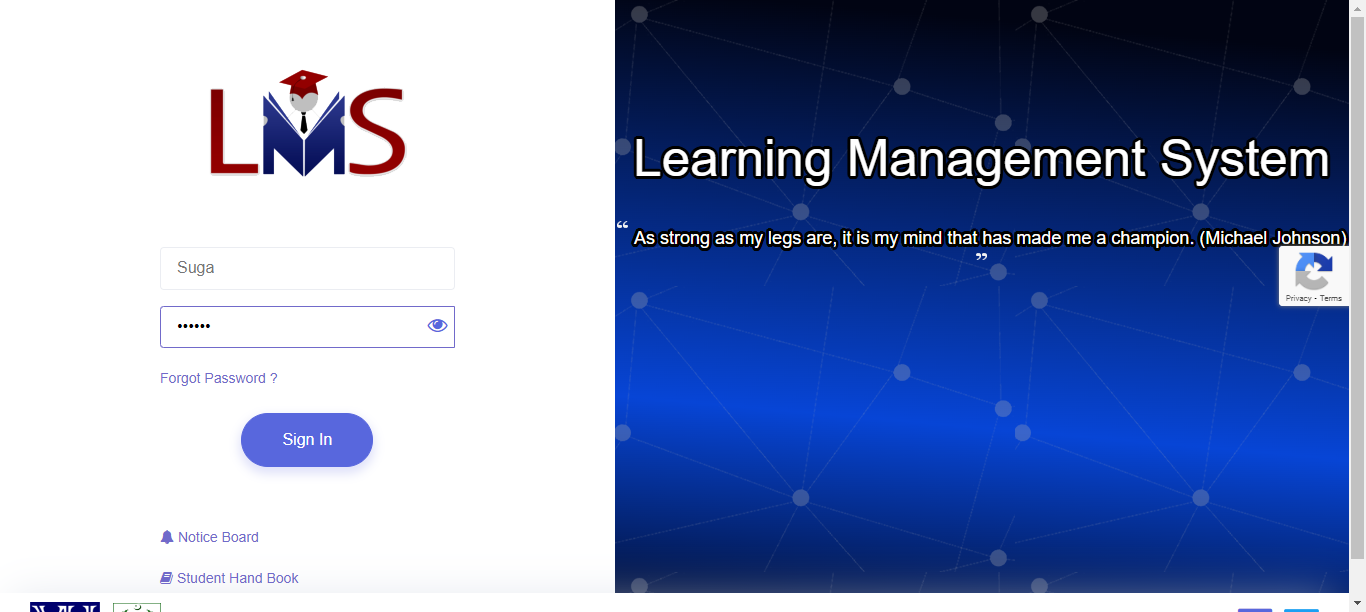 LMS
Suga
••••••
Forgot Password ?
Sign In
Notice Board
Student Hand Book
Learning Management System
“ As strong as my legs are, it is my mind that has made me a champion. (Michael Johnson)
”
Privacy - Terms